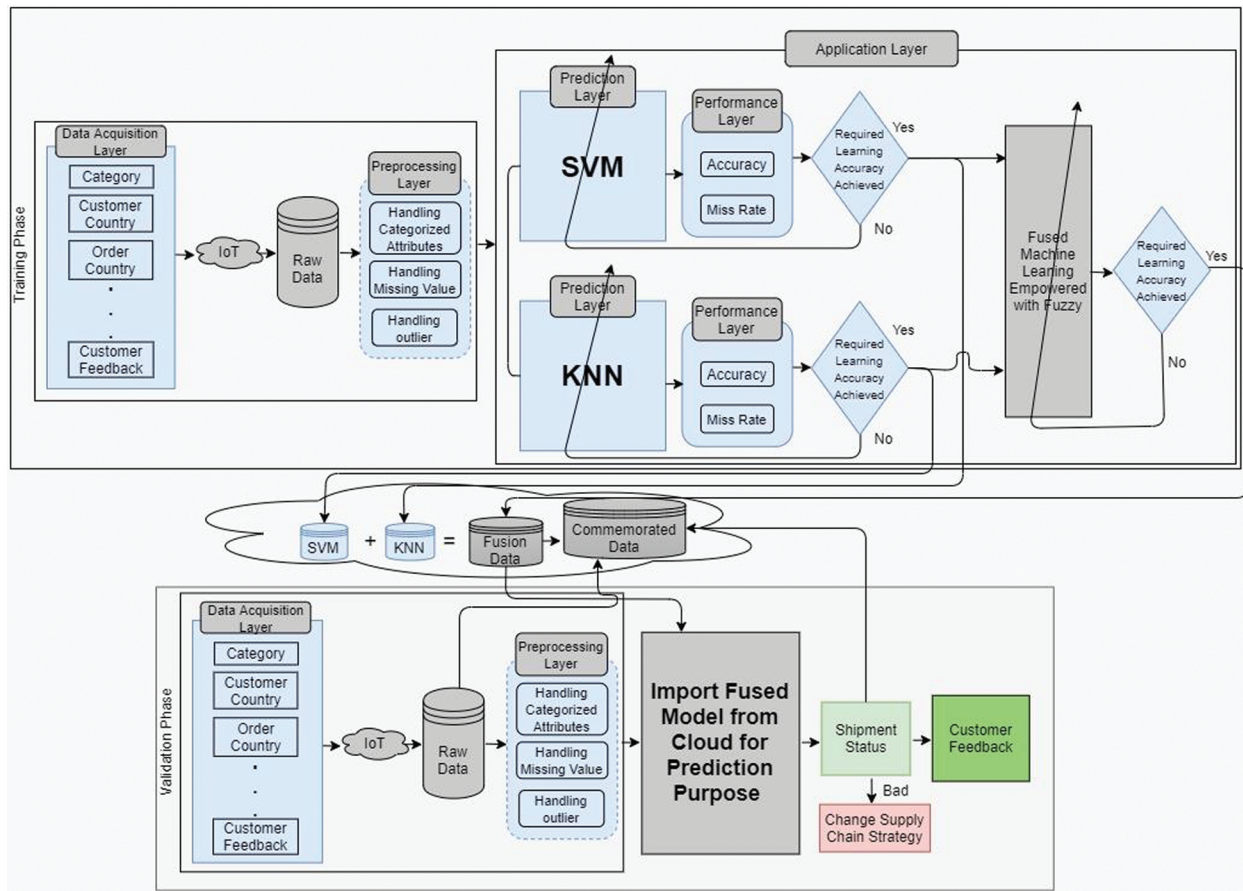 Application Layer
Training Phase
Data Acquisition
Layer
Category
Customer
Country
Order
Country
.
.
.
Customer
Feedback
IoT
Raw
Data
Preprocessing
Layer
Handling
Categorized
Attributes
Handling
Missing Value
Handling
outlier
Prediction
Layer
SVM
Performance
Layer
Accuracy
Miss Rate
Required
Learning
Accuracy
Achieved
Yes
No
Prediction
Layer
KNN
Performance
Layer
Accuracy
Miss Rate
Required
Learning
Accuracy
Achieved
Yes
No
Fused
Machine
Leaning
Empowered
with Fuzzy
Required
Learning
Accuracy
Achieved
Yes
No
SVM
+
KNN
=
Fusion
Data
Commemorated
Data
Validation Phase
Data Acquisition
Layer
Category
Customer
Country
Order
Country
.
.
.
Customer
Feedback
IoT
Raw
Data
Preprocessing
Layer
Handling
Categorized
Attributes
Handling
Missing Value
Handling
outlier
Import Fused
Model from
Cloud for
Prediction
Purpose
Shipment
Status
Customer
Feedback
Bad
Change Supply
Chain Strategy